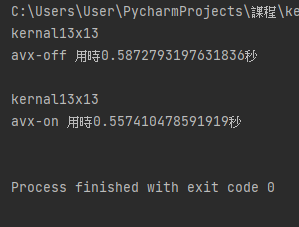 C:\Users\User\PycharmProjects\課程\ke
kernal13x13
avx-off 用時0.5872793197631836秒
kernal13x13
avx-on 用時0.557410478591919秒
Process finished with exit code 0